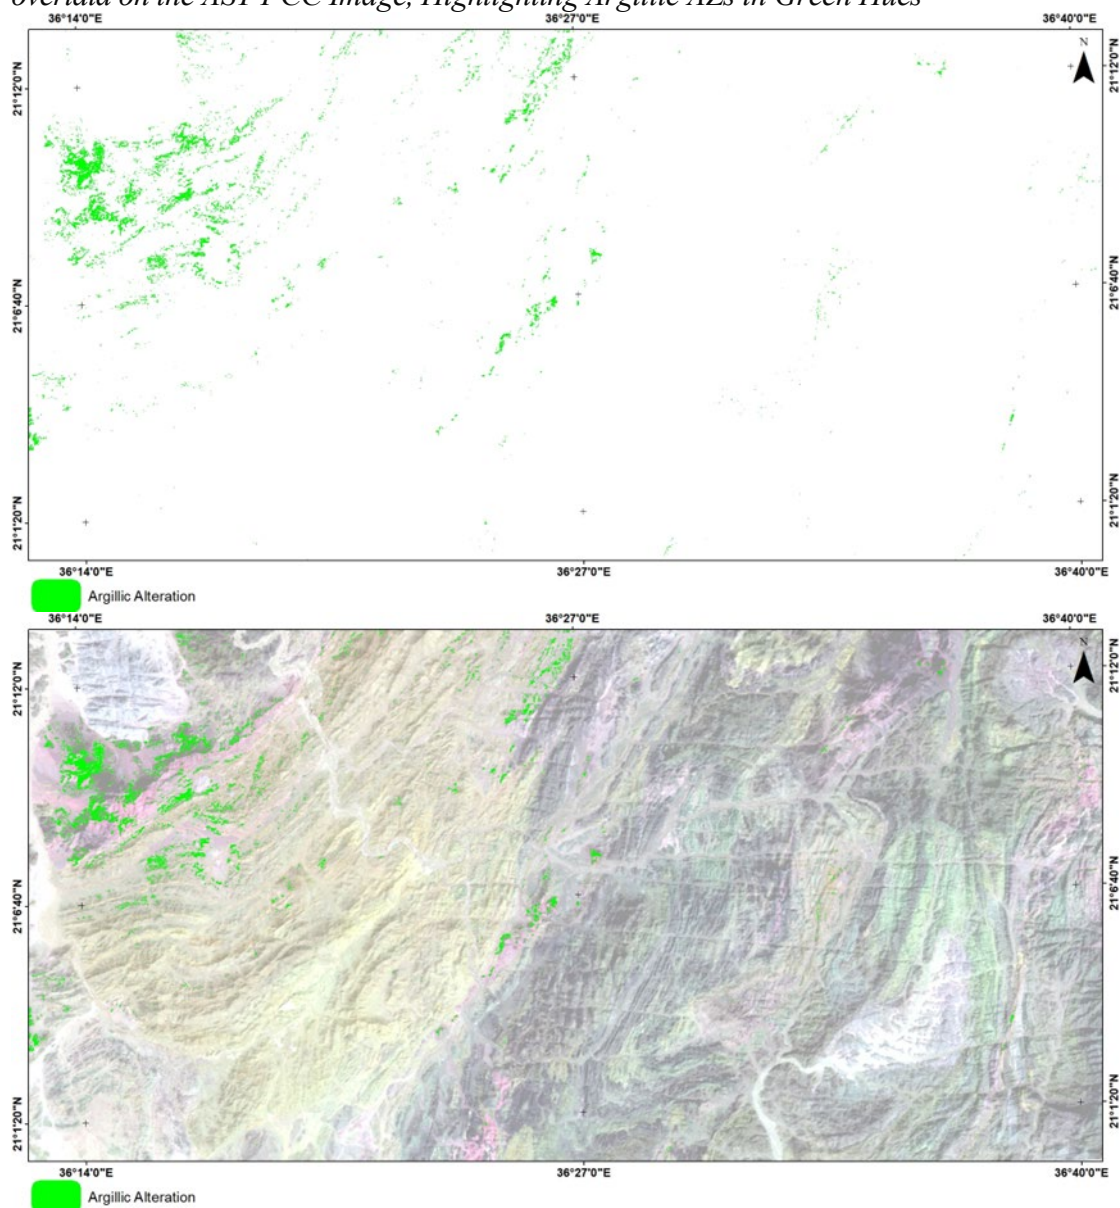 overlaid on the AST FCC Image, Highlighting Argillic AZs in Green Hues
36°14'0"E 36°27'0"E 36°40'0"E
N
21°12'0"N 21°12'0"N
21°6'40"N 21°6'40"N
21°1'20"N 21°1'20"N
36°14'0"E 36°27'0"E 36°40'0"E
Argillic Alteration
36°14'0"E 36°27'0"E 36°40'0"E
N
21°12'0"N 21°12'0"N
21°6'40"N 21°6'40"N
21°1'20"N 21°1'20"N
36°14'0"E 36°27'0"E 36°40'0"E
Argillic Alteration